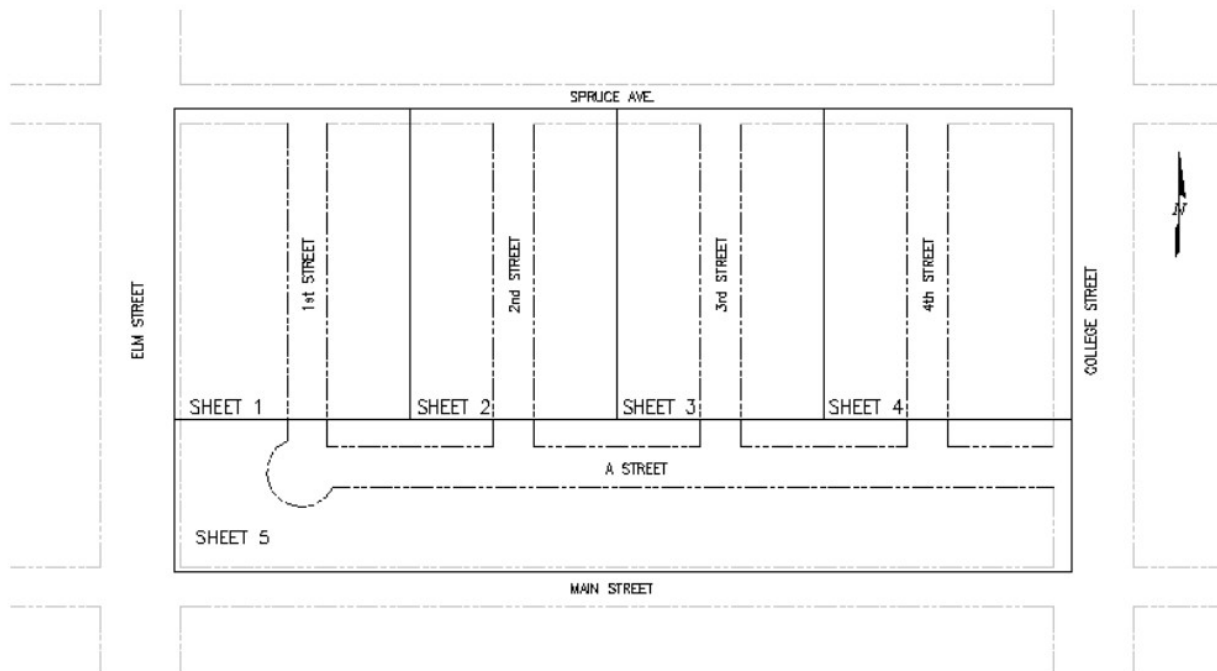 SPRUCE AVE.
ELM STREET
1st STREET
2nd STREET
3rd STREET
4th STREET
COLLEGE STREET
N
SHEET 1
SHEET 2
SHEET 3
SHEET 4
A STREET
SHEET 5
MAIN STREET